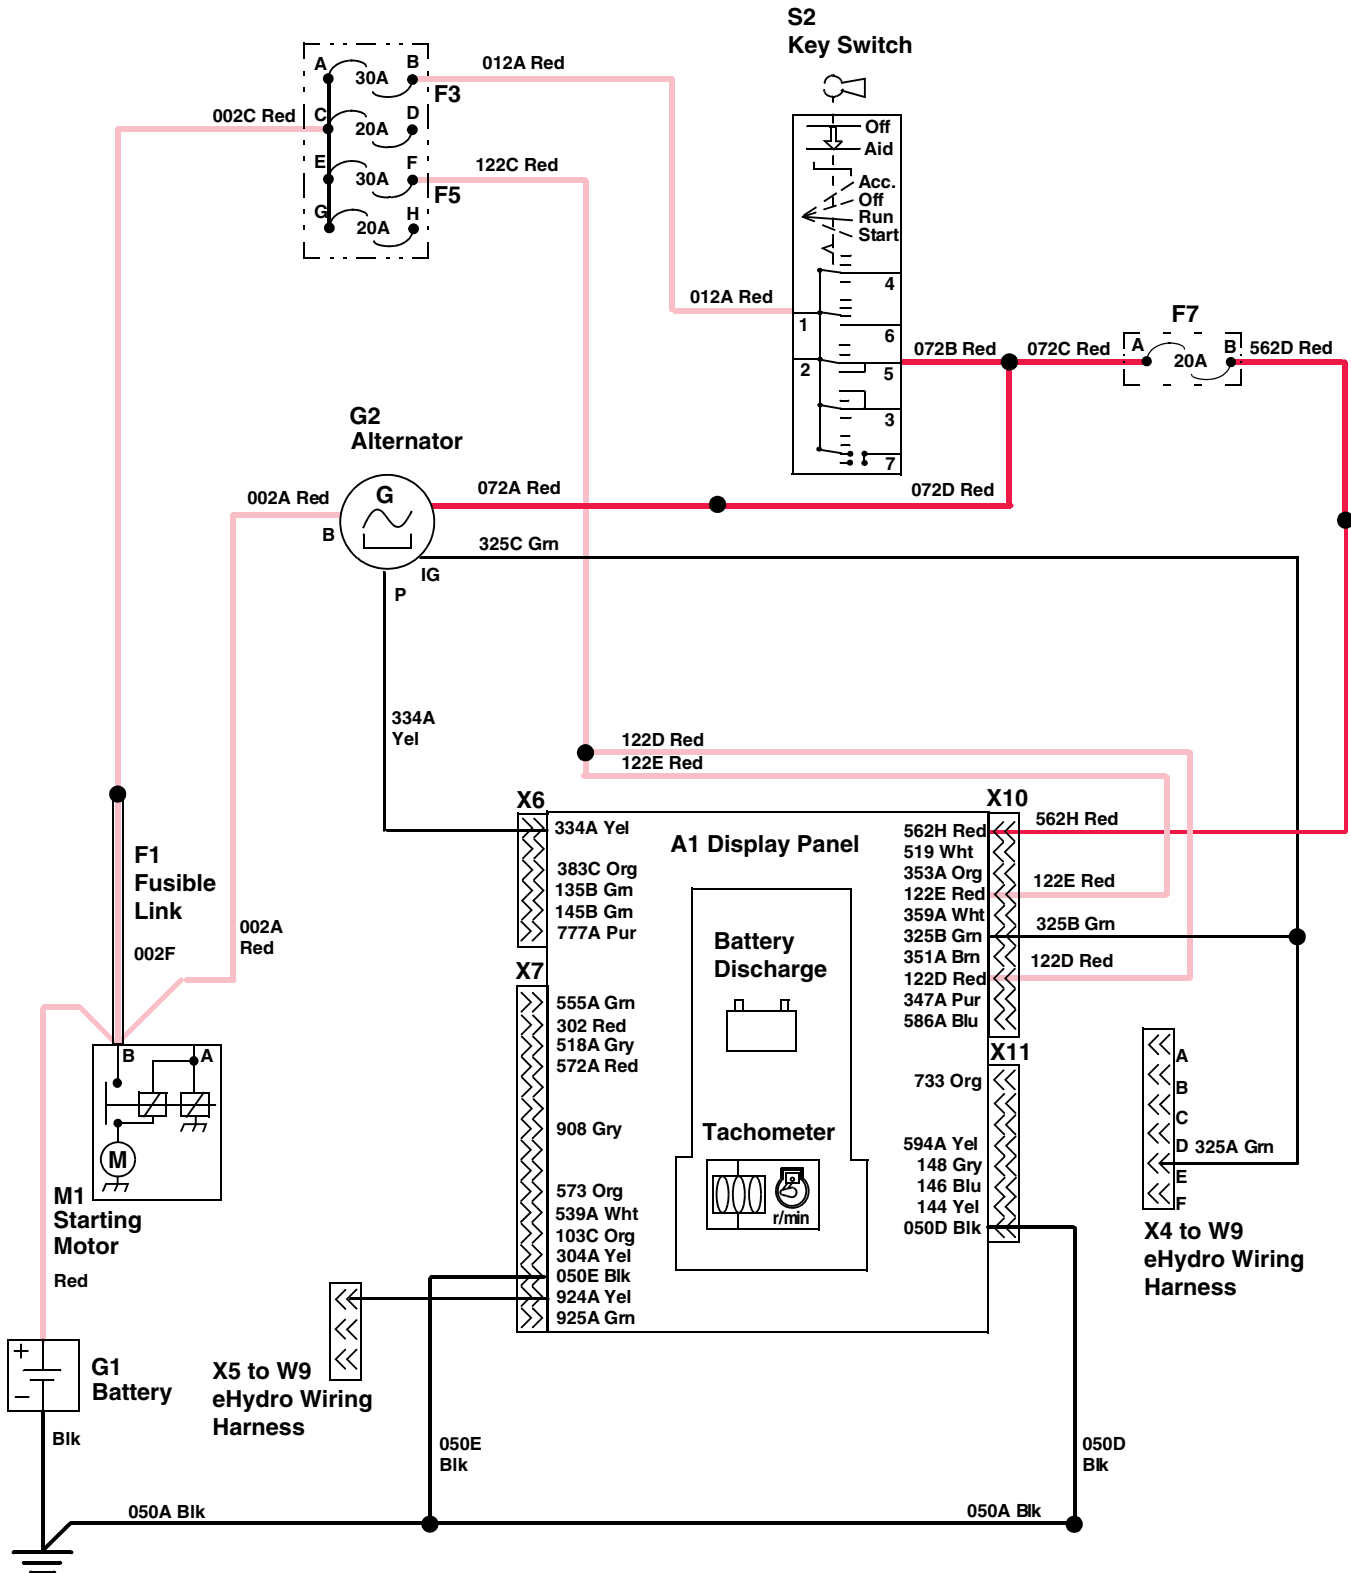 S2
Key Switch
A
B
30A
F3
012A Red
002C Red
C
D
20A
E
F
30A
F5
122C Red
G
H
20A
Off
Aid
Acc.
Off
Run
Start
012A Red
1
2
4
6
5
3
7
072B Red
072C Red
F7
A
B
20A
562D Red
072D Red
G2
Alternator
G
002A Red
B
072A Red
325C Grn
IG
P
334A
Yel
122D Red
122E Red
X6
334A Yel
383C Org
135B Grn
145B Grn
777A Pur
X7
555A Grn
302 Red
518A Gry
572A Red
908 Gry
573 Org
539A Wht
103C Org
304A Yel
050E Blk
924A Yel
925A Grn
A1 Display Panel
Battery
Discharge
Tachometer
r/min
X10
562H Red
519 Wht
353A Org
122E Red
359A Wht
325B Grn
351A Brn
122D Red
347A Pur
586A Blu
562H Red
122E Red
325B Grn
122D Red
X11
733 Org
594A Yel
148 Gry
146 Blu
144 Yel
050D Blk
A
B
C
D
E
F
325A Grn
X4 to W9
eHydro Wiring
Harness
F1
Fusible
Link
002F
002A
Red
B
A
M
M1
Starting
Motor
Red
+
−
G1
Battery
Blk
X5 to W9
eHydro Wiring
Harness
050E
Blk
050D
Blk
050A Blk
050A Blk